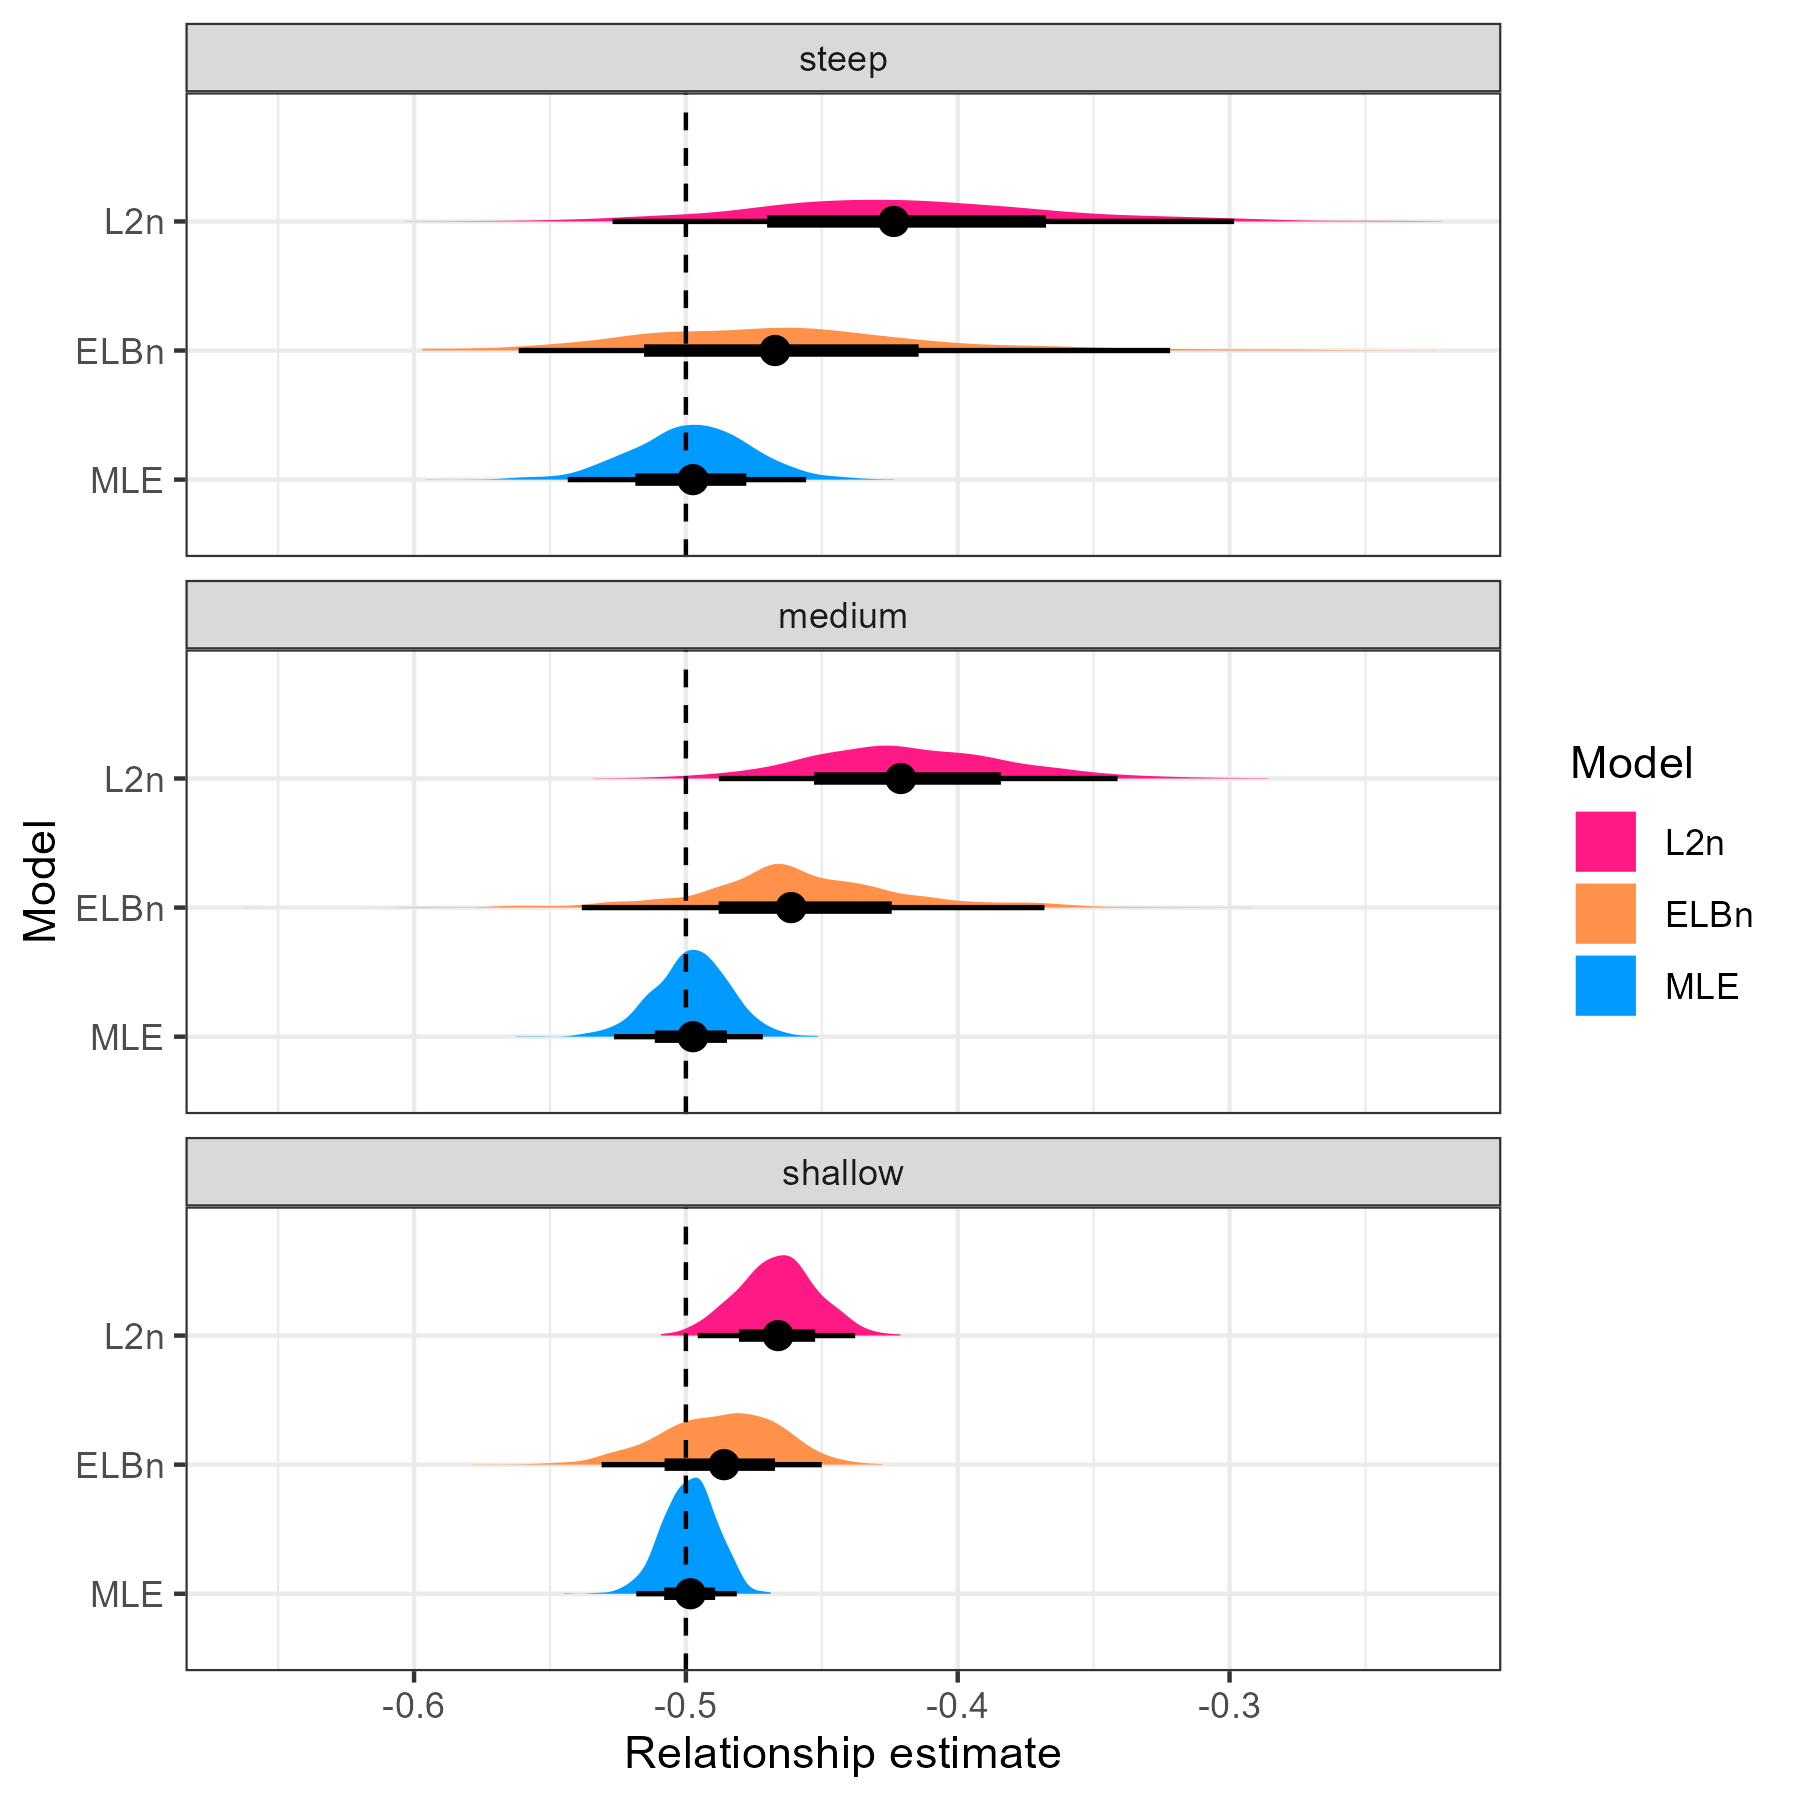 steep
L2n
ELBn
MLE
medium
L2n
ELBn
MLE
shallow
L2n
ELBn
MLE
-0.6 -0.5 -0.4 -0.3
Relationship estimate
Model
Model
L2n
ELBn
MLE